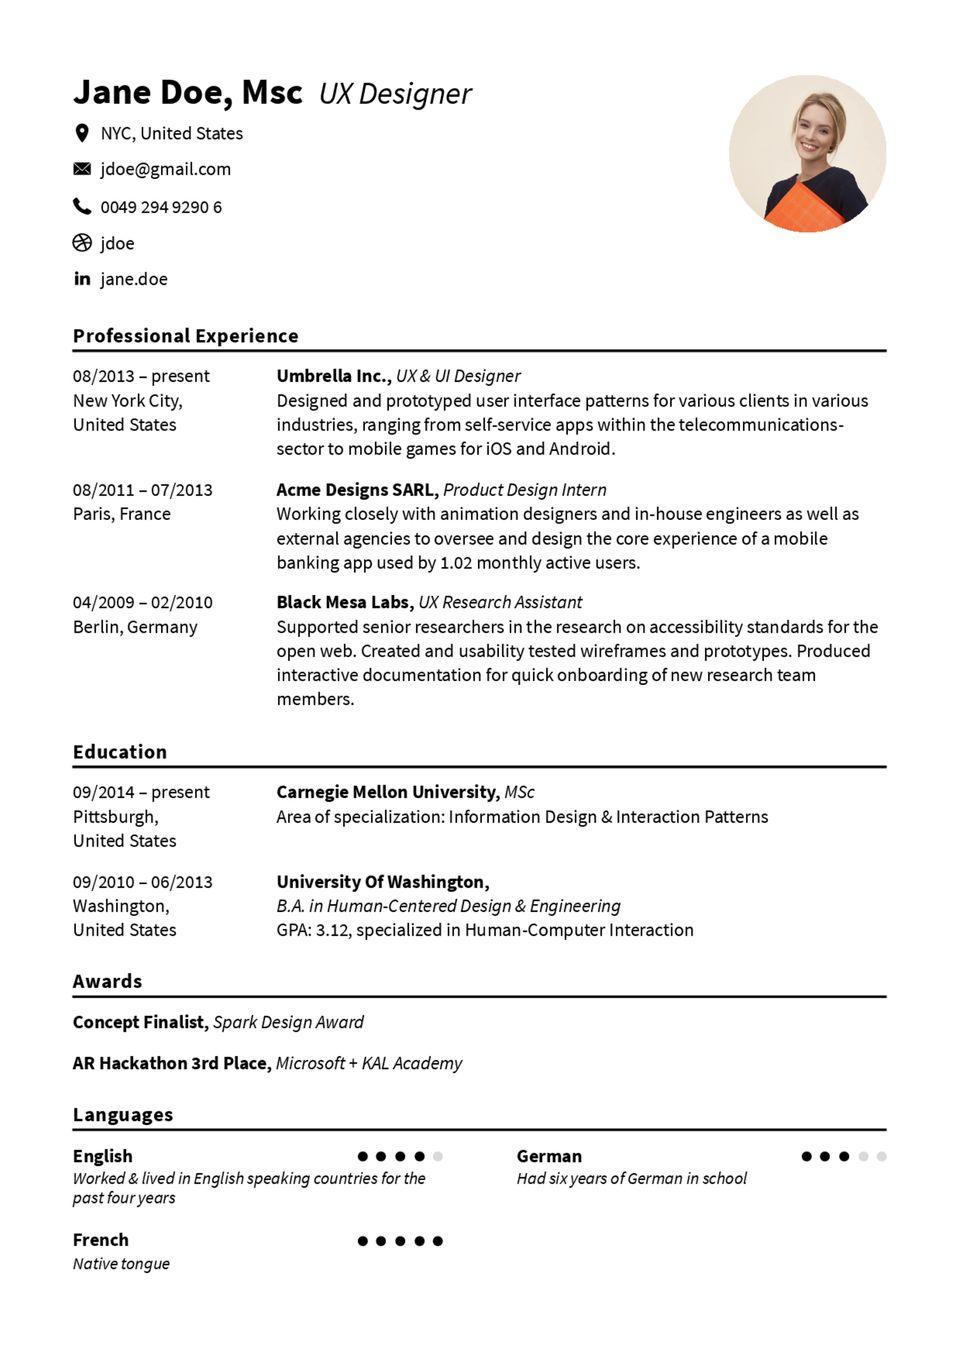 Jane Doe, Msc UX Designer
NYC, United States
jdoe@gmail.com
0049 294 9290 6
jdoe
in jane.doe
Professional Experience
08/2013 – present
New York City,
United States
Umbrella Inc., UX & UI Designer
Designed and prototyped user interface patterns for various clients in various
industries, ranging from self-service apps within the telecommunications-
sector to mobile games for iOS and Android.
08/2011 – 07/2013
Paris, France
Acme Designs SARL, Product Design Intern
Working closely with animation designers and in-house engineers as well as
external agencies to oversee and design the core experience of a mobile
banking app used by 1.02 monthly active users.
04/2009 – 02/2010
Berlin, Germany
Black Mesa Labs, UX Research Assistant
Supported senior researchers in the research on accessibility standards for the
open web. Created and usability tested wireframes and prototypes. Produced
interactive documentation for quick onboarding of new research team
members.
Education
09/2014 – present
Pittsburgh,
United States
Carnegie Mellon University, MSc
Area of specialization: Information Design & Interaction Patterns
09/2010 – 06/2013
Washington,
United States
University Of Washington,
B.A. in Human-Centered Design & Engineering
GPA: 3.12, specialized in Human-Computer Interaction
Awards
Concept Finalist, Spark Design Award
AR Hackathon 3rd Place, Microsoft + KAL Academy
Languages
English
Worked & lived in English speaking countries for the
past four years
German
Had six years of German in school
French
Native tongue